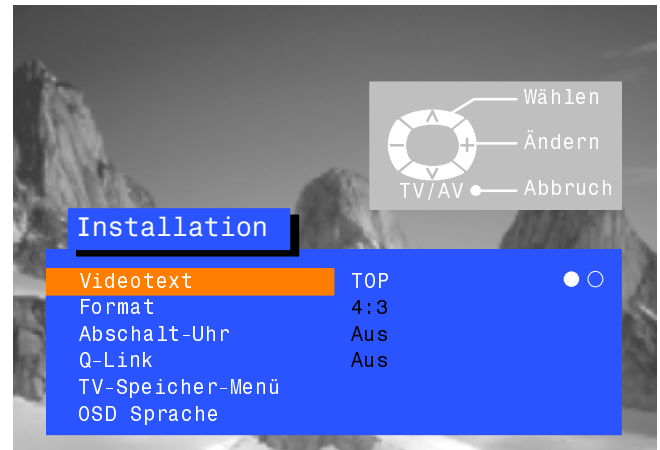 Wählen
Ändern
TV/AV Abbruch
Installation
Videotext TOP
Format 4:3
Abschalt-Uhr Aus
Q-Link Aus
TV-Speicher-Menü
OSD Sprache